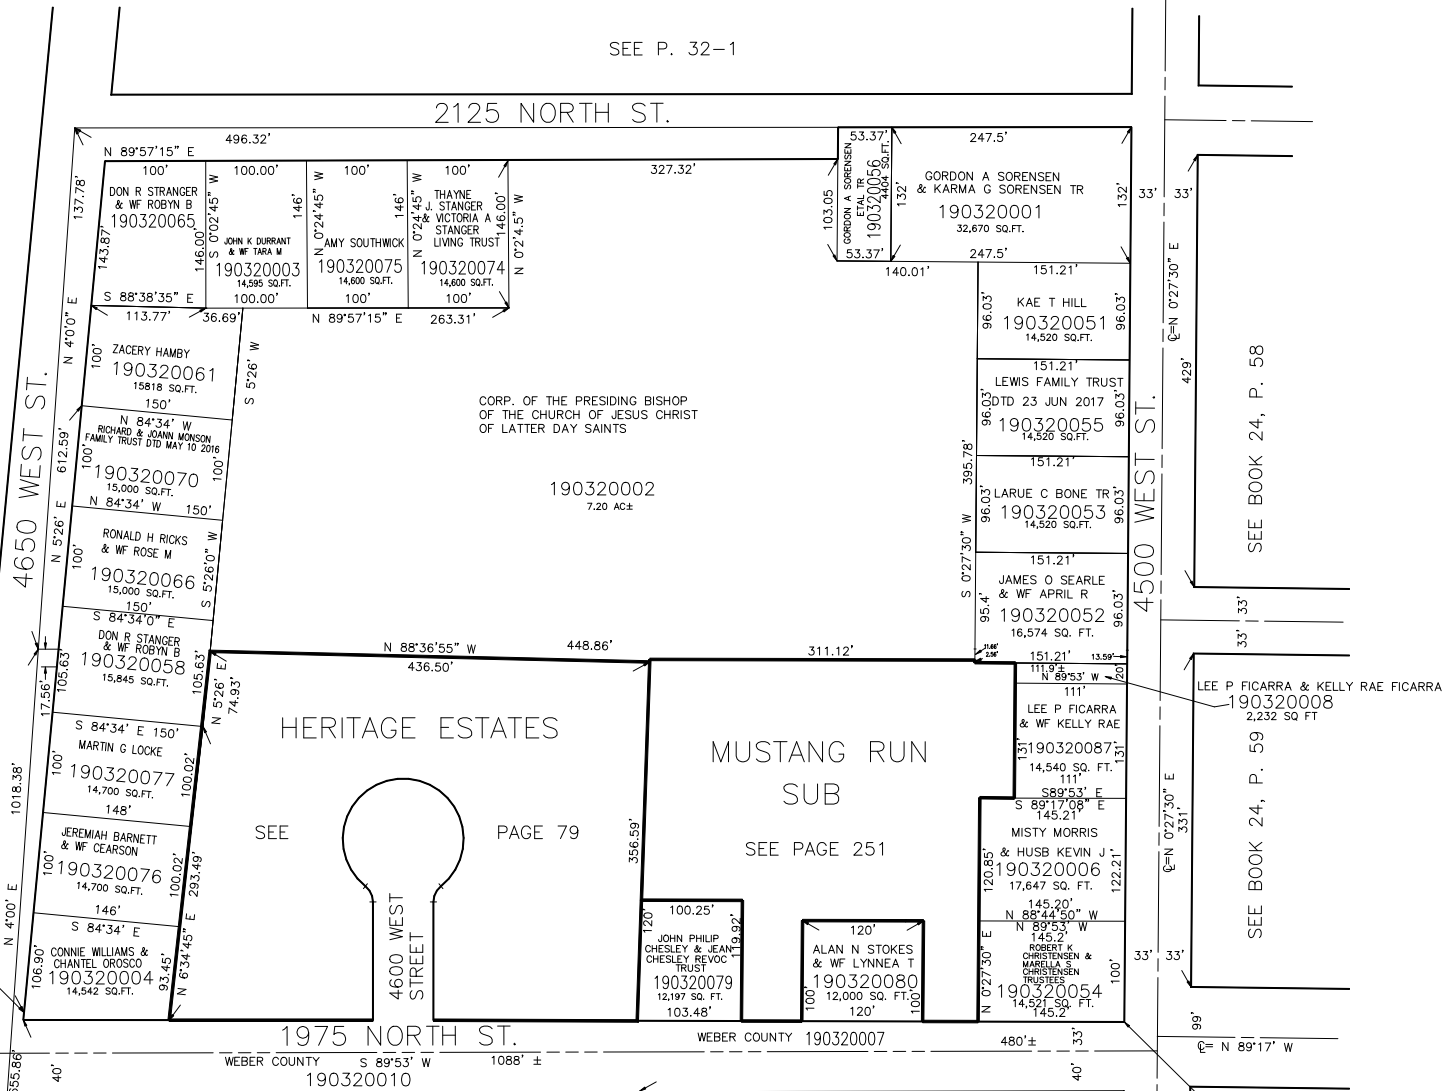 SEE P. 32-1
2125 NORTH ST.
496.32'
N 89°57'15" E
53.37'
247.5'
100'
100.00'
100'
100'
327.32'
137.78'
143.87'
DON R STRANGER
& WF ROBYN B
190320065
146.00'
S 0°02'45" W
JOHN K DURRANT
& WF TARA M
190320003
14,595 SQ.FT.
100.00'
146'
N 0°24'45" W
AMY SOUTHWICK
190320075
14,600 SQ.FT.
100'
146'
N 0°24'45" W
THAYNE
J. STANGER
& VICTORIA A
STANGER
LIVING TRUST
190320074
14,600 SQ.FT.
100'
146.00'
N 0°2'4.5" W
103.05
GORDON A SORENSEN
ETAL TR
190320056
4404 SQ.FT.
53.37'
132'
GORDON A SORENSEN
& KARMA G SORENSEN TR
190320001
32,670 SQ.FT.
247.5'
132'
33'
33'
140.01'
S 88°38'35" E
113.77'
36.69'
N 89°57'15" E
263.31'
N 4°0'0" E
ZACERY HAMBY
190320061
15818 SQ.FT.
100'
150'
S 5°26' W
N 84°34' W
RICHARD & JOANN MONSON
FAMILY TRUST DTD MAY 10 2016
190320070
15,000 SQ.FT.
100'
100'
N 84°34' W
150'
612.59'
N 5°26' E
4650 WEST ST.
RONALD H RICKS
& WF ROSE M
190320066
15,000 SQ.FT.
100'
150'
S 5°26'0" W
S 84°34'0" E
DON R STANGER
& WF ROBYN B
190320058
15,845 SQ.FT.
105.63'
105.63'
17.56'
S 84°34' E
150'
MARTIN G LOCKE
190320077
14,700 SQ.FT.
100'
100.02'
148'
1018.38'
JEREMIAH BARNETT
& WF CEARSON
190320076
14,700 SQ.FT.
100'
100.02'
293.49'
146'
S 84°34' E
N 4°00' E
CONNIE WILLIAMS &
CHANTEL OROSCO
190320004
14,542 SQ.FT.
106.90'
93.45'
N 6°34'45" E
CORP. OF THE PRESIDING BISHOP
OF THE CHURCH OF JESUS CHRIST
OF LATTER DAY SAINTS
190320002
7.20 AC±
395.78'
S 0°27'30" W
151.21'
KAE T HILL
190320051
14,520 SQ.FT.
96.03'
96.03'
151.21'
LEWIS FAMILY TRUST
DTD 23 JUN 2017
190320055
14,520 SQ.FT.
96.03'
96.03'
151.21'
LARUE C BONE TR
190320053
14,520 SQ.FT.
96.03'
96.03'
151.21'
JAMES O SEARLE
& WF APRIL R
190320052
16,574 SQ. FT.
95.4'
96.03'
11.66'
2.56'
151.21'
13.59'
111.9'±
20'
N 89°53' W
N 88°36'55" W
448.86'
436.50'
311.12'
N 5°26' E
74.93'
HERITAGE ESTATES
SEE
PAGE 79
4600 WEST
STREET
356.59'
MUSTANG RUN
SUB
SEE PAGE 251
111'
LEE P FICARRA
& WF KELLY RAE
190320087
14,540 SQ. FT.
131'
131'
111'
S89°53' E
S 89°17'08" E
145.21'
MISTY MORRIS
& HUSB KEVIN J
190320006
17,647 SQ. FT.
120.85'
122.21'
145.20'
N 88°44'50" W
N 89°53' W
145.2'
ROBERT K
CHRISTENSEN &
MARELLA S
CHRISTENSEN
TRUSTEES
190320054
14,521 SQ. FT.
145.2'
N 0°27'30" E
100'
100.25'
120'
119.92'
JOHN PHILIP
CHESLEY & JEAN
CHESLEY REVOC
TRUST
190320079
12,197 SQ. FT.
103.48'
120'
ALAN N STOKES
& WF LYNNEA T
190320080
12,000 SQ. FT.
100'
100'
120'
4500 WEST ST.
℄=N 0°27'30" E
429'
SEE BOOK 24, P. 58
33'
33'
LEE P FICARRA & KELLY RAE FICARRA
190320008
2,232 SQ FT
℄=N 0°27'30" E
331'
SEE BOOK 24, P. 59
33'
33'
99'
℄= N 89°17' W
1975 NORTH ST.
WEBER COUNTY
190320007
480'±
33'
WEBER COUNTY
S 89°53' W
1088' ±
190320010
40'
40'
655.86'